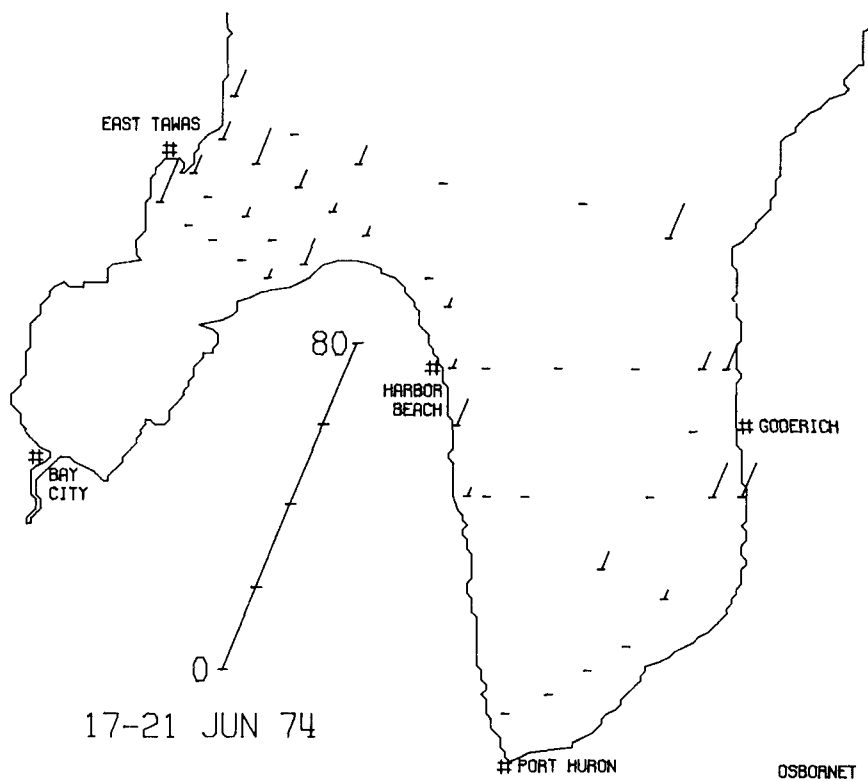 EAST TAWAS
#
80
#
HARBOR
BEACH
# GODERICH
#
BAY
CITY
0
17-21 JUN 74
# PORT HURON
OSBORNET